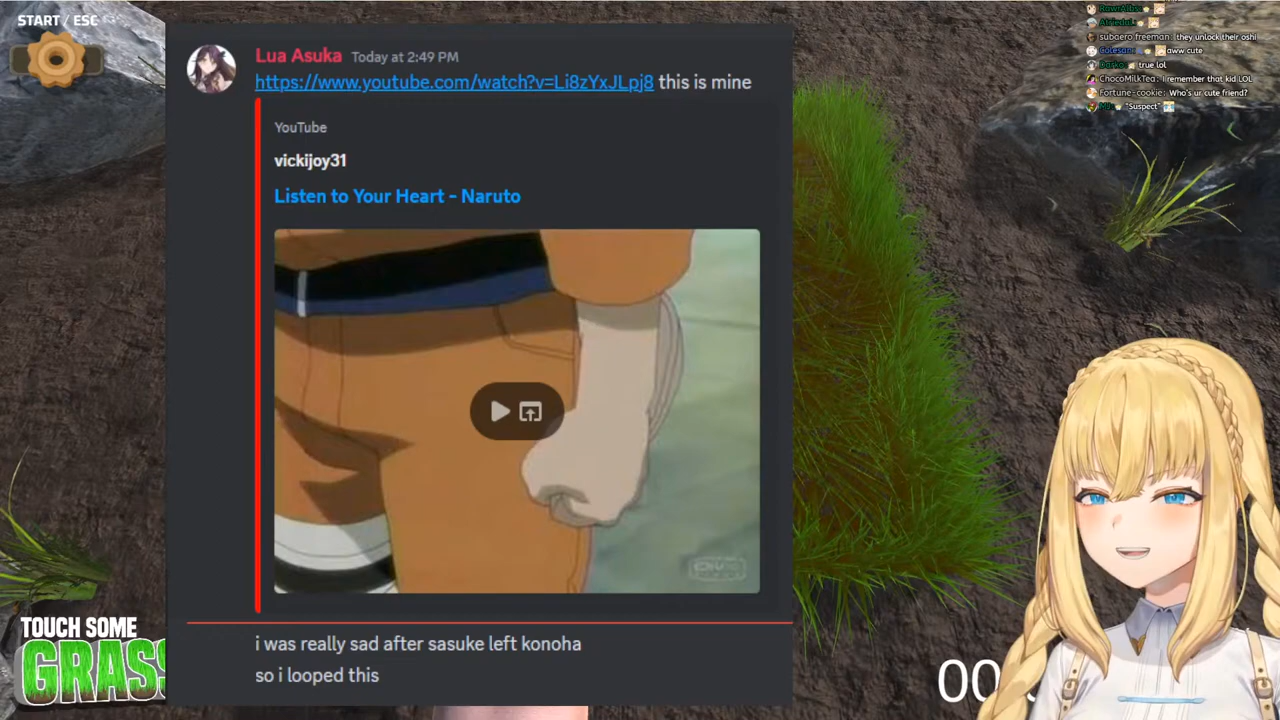 START / ESC
Lua Asuka Today at 2:49 PM
https://www.youtube.com/watch?v=Li8zYxJLpj8 this is mine
YouTube
vickijoy31
Listen to Your Heart - Naruto
i was really sad after sasuke left konoha
so i looped this
TOUCH SOME
GRASS
00
subaero freeman: they unlock their oshi
aww cute
true lol
ChocoMilkTea: I remember that kid LOL
Fortune-cookie: Who's ur cute friend?
"Suspect"